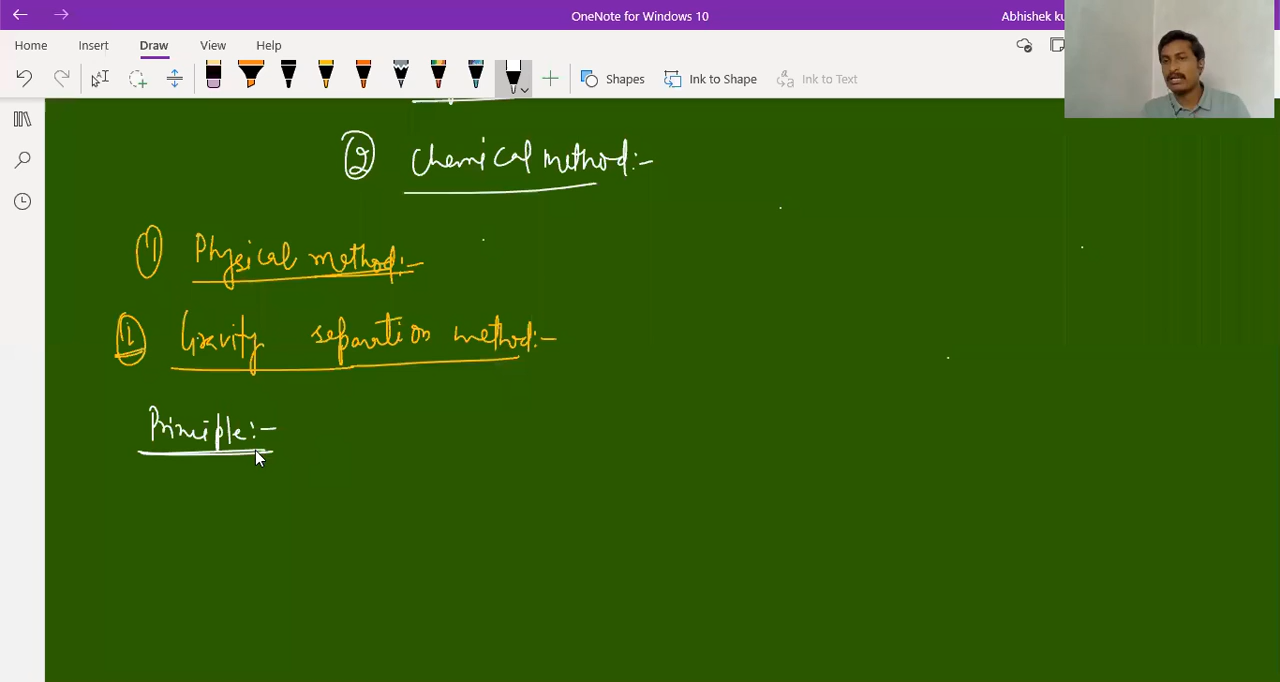 OneNote for Windows 10
Abhishek ku
Home Insert Draw View Help
Shapes Ink to Shape Ink to Text
② Chemical method:-
① Physical method:-
ⓘⓘ Gravity separation method:-
Principle:-